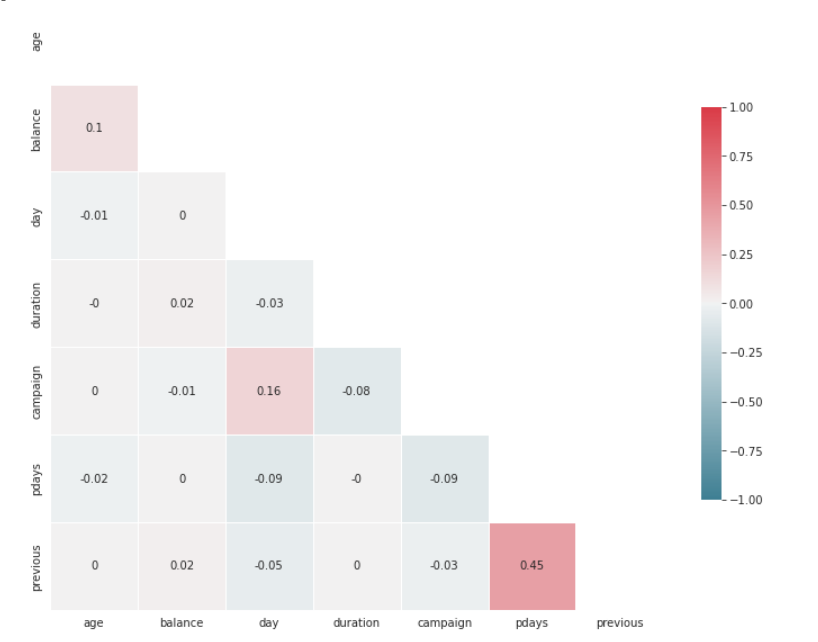 age
balance 0.1
day -0.01 0
duration -0 0.02 -0.03
campaign 0 -0.01 0.16 -0.08
pdays -0.02 0 -0.09 -0 -0.09
previous 0 0.02 -0.05 0 -0.03 0.45
age balance day duration campaign pdays previous
1.00
0.75
0.50
0.25
0.00
−0.25
−0.50
−0.75
−1.00